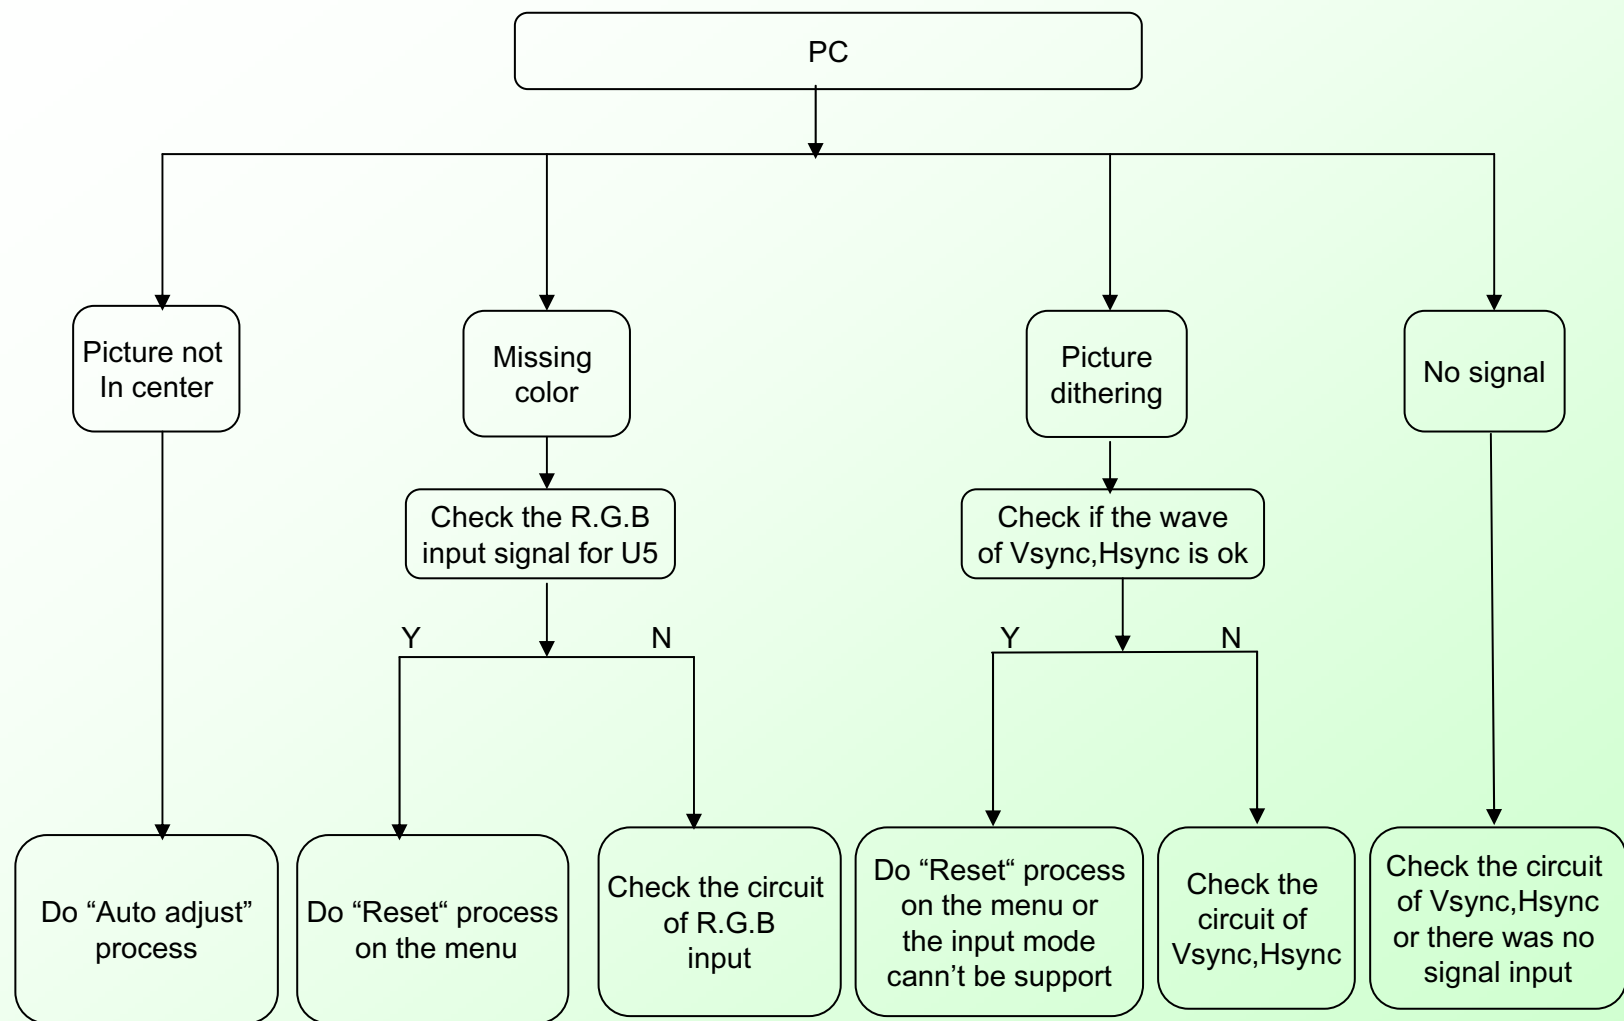 PC
Picture not
In center
Missing
color
Picture
dithering
No signal
Check the R.G.B
input signal for U5
Check if the wave
of Vsync,Hsync is ok
Y
N
Y
N
Do “Auto adjust”
process
Do “Reset“ process
on the menu
Check the circuit
of R.G.B
input
Do “Reset“ process
on the menu or
the input mode
cann’t be support
Check the
circuit of
Vsync,Hsync
Check the circuit
of Vsync,Hsync
or there was no
signal input